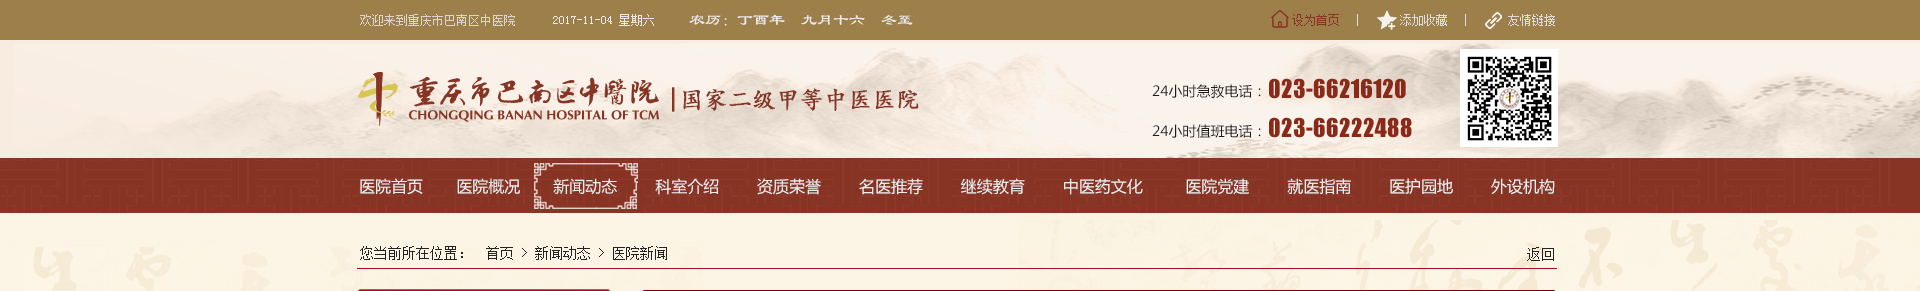 欢迎来到重庆市巴南区中医院 2017-11-04 星期六 农历：丁酉年 九月十六 冬至 设为首页 | 添加收藏 | 友情链接
重庆市巴南区中醫院 | 国家二级甲等中医医院
CHONGQING BANAN HOSPITAL OF TCM
24小时急救电话：023-66216120
24小时值班电话：023-66222488
医院首页 医院概况 新闻动态 科室介绍 资质荣誉 名医推荐 继续教育 中医药文化 医院党建 就医指南 医护园地 外设机构
您当前所在位置： 首页 > 新闻动态 > 医院新闻 返回